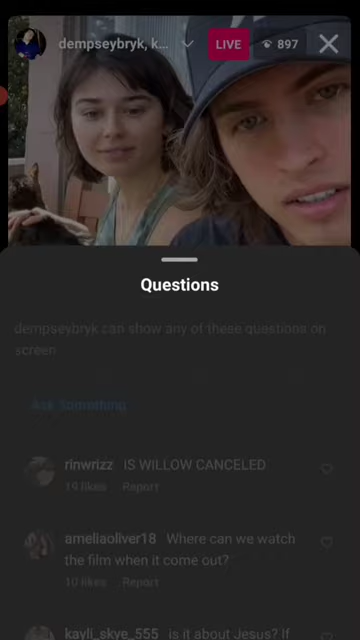 dempseybryk, k...
LIVE
897
Questions
dempseybryk can show any of these questions on
screen
Ask Something
rinwrizz IS WILLOW CANCELED
19 likes Report
ameliaoliver18 Where can we watch
the film when it come out?
10 likes Report
kayli_skye_555 is it about Jesus? If